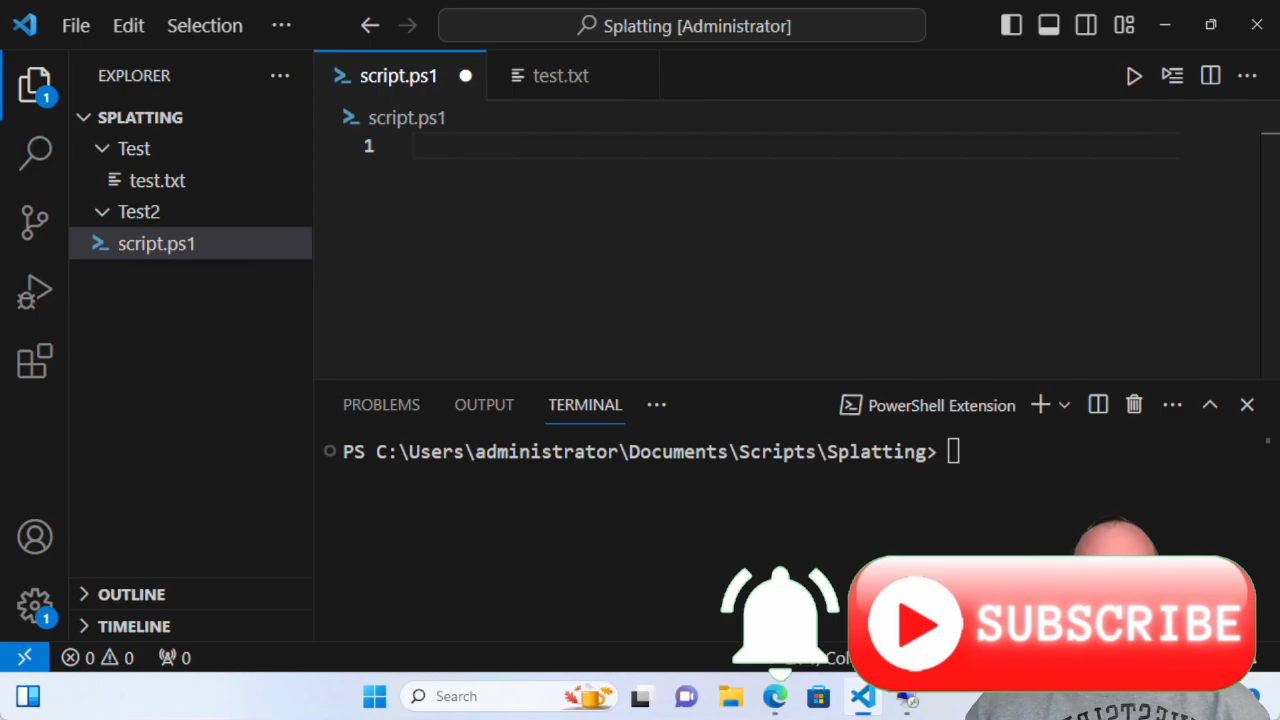 File Edit Selection ···
Splatting [Administrator]
EXPLORER ···
1
SPLATTING
Test
test.txt
Test2
script.ps1
OUTLINE
TIMELINE
1
script.ps1
test.txt
script.ps1
1
PROBLEMS OUTPUT TERMINAL ···
PowerShell Extension
PS C:\Users\administrator\Documents\Scripts\Splatting>
SUBSCRIBE
0 0 0
Search